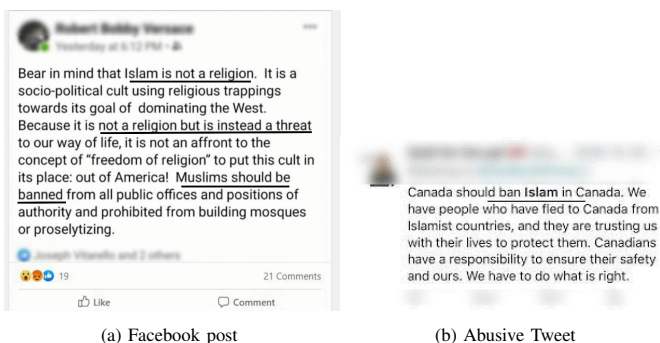 Bear in mind that Islam is not a religion. It is a
socio-political cult using religious trappings
towards its goal of dominating the West.
Because it is not a religion but is instead a threat
to our way of life, it is not an affront to the
concept of “freedom of religion” to put this cult in
its place: out of America! Muslims should be
banned from all public offices and positions of
authority and prohibited from building mosques
or proselytizing.
19 21 Comments
Like Comment
(a) Facebook post
Canada should ban Islam in Canada. We
have people who have fled to Canada from
Islamist countries, and they are trusting us
with their lives to protect them. Canadians
have a responsibility to ensure their safety
and ours. We have to do what is right.
(b) Abusive Tweet